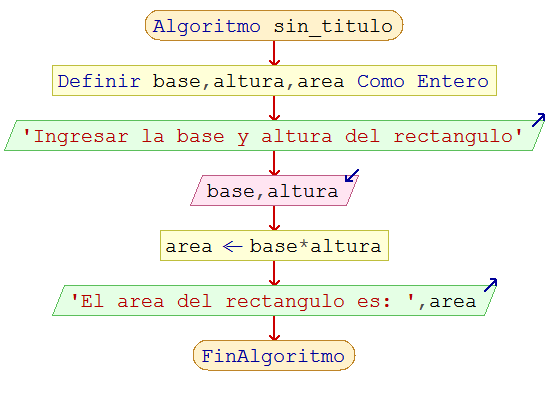 Algoritmo sin_titulo
Definir base,altura,area Como Entero
'Ingresar la base y altura del rectangulo'
base,altura
area ← base*altura
'El area del rectangulo es: ',area
FinAlgoritmo